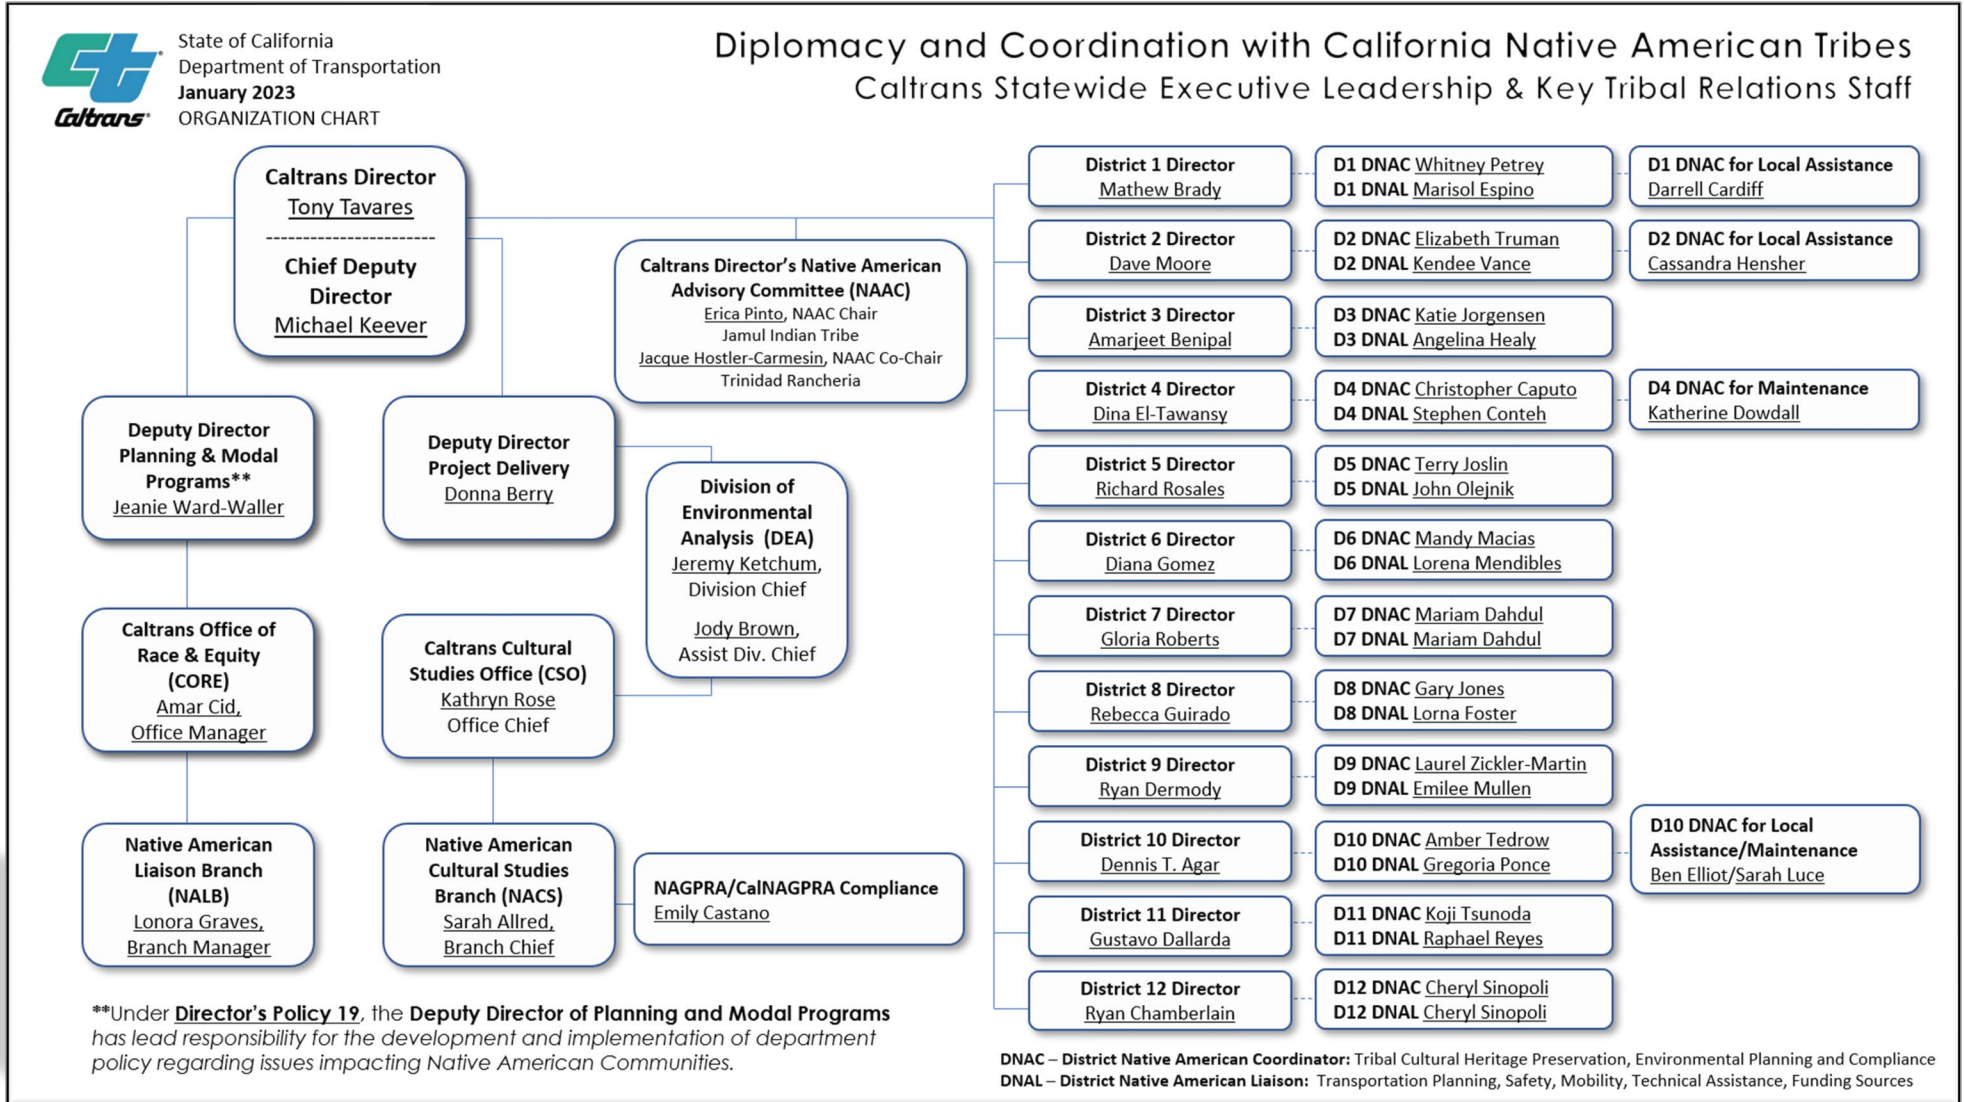 State of California
Department of Transportation
January 2023
ORGANIZATION CHART
Caltrans
Diplomacy and Coordination with California Native American Tribes
Caltrans Statewide Executive Leadership & Key Tribal Relations Staff
Caltrans Director
Tony Tavares
-----------------------
Chief Deputy
Director
Michael Keever
Caltrans Director's Native American
Advisory Committee (NAAC)
Erica Pinto, NAAC Chair
Jamul Indian Tribe
Jacque Hostler-Carmesin, NAAC Co-Chair
Trinidad Rancheria
Deputy Director
Planning & Modal
Programs**
Jeanie Ward-Waller
Deputy Director
Project Delivery
Donna Berry
Division of
Environmental
Analysis (DEA)
Jeremy Ketchum,
Division Chief
Jody Brown,
Assist Div. Chief
Caltrans Office of
Race & Equity
(CORE)
Amar Cid,
Office Manager
Caltrans Cultural
Studies Office (CSO)
Kathryn Rose
Office Chief
Native American
Liaison Branch
(NALB)
Lonora Graves,
Branch Manager
Native American
Cultural Studies
Branch (NACS)
Sarah Allred,
Branch Chief
NAGPRA/CalNAGPRA Compliance
Emily Castano
**Under Director's Policy 19, the Deputy Director of Planning and Modal Programs
has lead responsibility for the development and implementation of department
policy regarding issues impacting Native American Communities.
District 1 Director
Mathew Brady
D1 DNAC Whitney Petrey
D1 DNAL Marisol Espino
D1 DNAC for Local Assistance
Darrell Cardiff
District 2 Director
Dave Moore
D2 DNAC Elizabeth Truman
D2 DNAL Kendee Vance
D2 DNAC for Local Assistance
Cassandra Hensher
District 3 Director
Amarjeet Benipal
D3 DNAC Katie Jorgensen
D3 DNAL Angelina Healy
District 4 Director
Dina El-Tawansy
D4 DNAC Christopher Caputo
D4 DNAL Stephen Conteh
D4 DNAC for Maintenance
Katherine Dowdall
District 5 Director
Richard Rosales
D5 DNAC Terry Joslin
D5 DNAL John Olejnik
District 6 Director
Diana Gomez
D6 DNAC Mandy Macias
D6 DNAL Lorena Mendibles
District 7 Director
Gloria Roberts
D7 DNAC Mariam Dahdul
D7 DNAL Mariam Dahdul
District 8 Director
Rebecca Guirado
D8 DNAC Gary Jones
D8 DNAL Lorna Foster
District 9 Director
Ryan Dermody
D9 DNAC Laurel Zickler-Martin
D9 DNAL Emilee Mullen
District 10 Director
Dennis T. Agar
D10 DNAC Amber Tedrow
D10 DNAL Gregoria Ponce
D10 DNAC for Local
Assistance/Maintenance
Ben Elliot/Sarah Luce
District 11 Director
Gustavo Dallarda
D11 DNAC Koji Tsunoda
D11 DNAL Raphael Reyes
District 12 Director
Ryan Chamberlain
D12 DNAC Cheryl Sinopoli
D12 DNAL Cheryl Sinopoli
DNAC – District Native American Coordinator: Tribal Cultural Heritage Preservation, Environmental Planning and Compliance
DNAL – District Native American Liaison: Transportation Planning, Safety, Mobility, Technical Assistance, Funding Sources